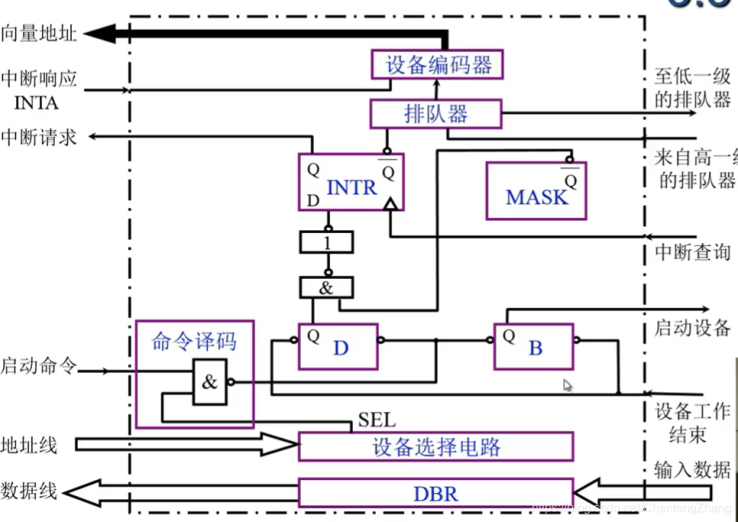 向量地址
中断响应
INTA
中断请求
设备编码器
排队器
至低一级
的排队器
来自高一级
的排队器
Q
Q
D
INTR
Q
MASK
1
中断查询
&
启动设备
命令译码
Q
D
Q
B
启动命令
&
设备工作
结束
SEL
地址线
设备选择电路
输入数据
数据线
DBR